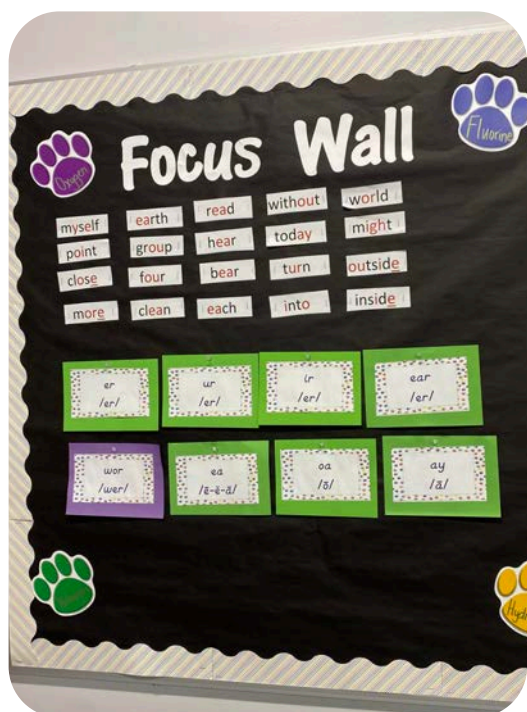 Focus Wall
Oxygen
Fluorine
myself earth read without world
point group hear today might
close four bear turn outside
more clean each into inside
er ur ir ear
/er/ /er/ /er/ /er/
wor ea oa ay
/wer/ /ē-ĕ-ā/ /ō/ /ā/